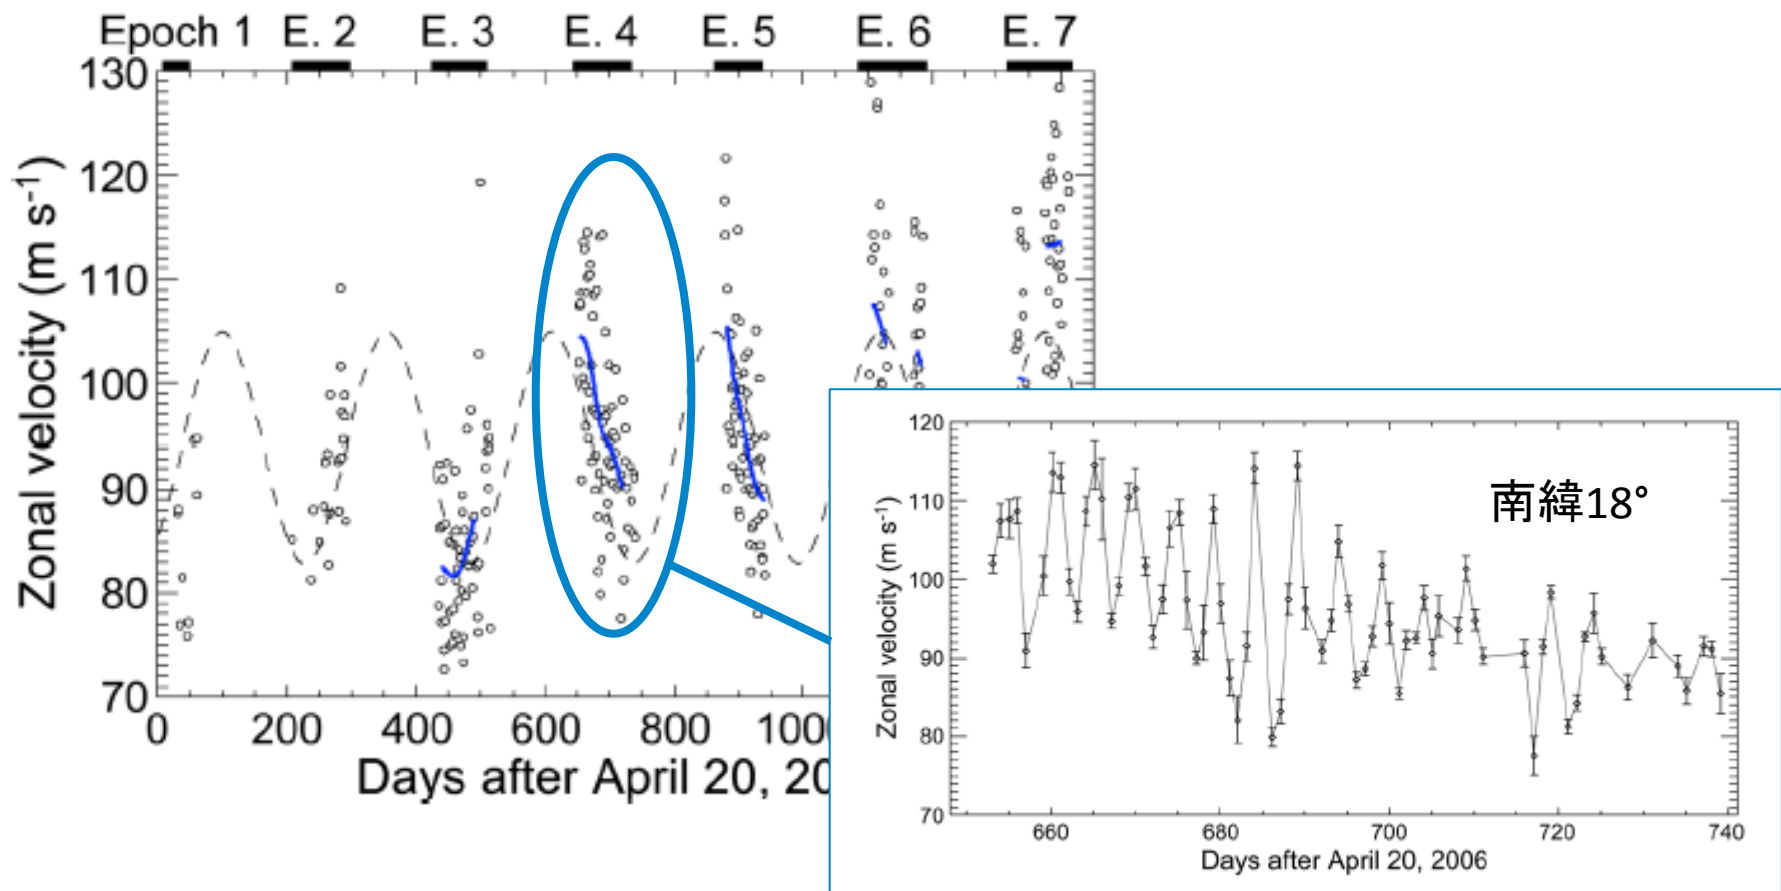 Epoch 1 E. 2 E. 3 E. 4 E. 5 E. 6 E. 7
Zonal velocity (m s-1)
130
120
110
100
90
80
70
0 200 400 600 800 100
Days after April 20, 20
南緯18°
Zonal velocity (m s-1)
120
110
100
90
80
70
660 680 700 720 740
Days after April 20, 2006